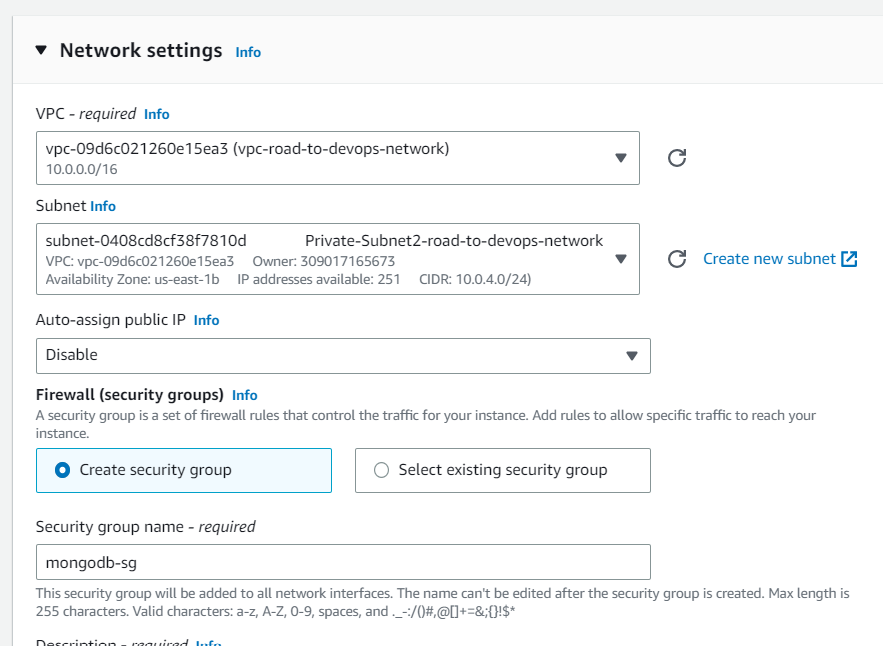 Network settings Info
VPC - required Info
vpc-09d6c021260e15ea3 (vpc-road-to-devops-network)
10.0.0.0/16
Subnet Info
subnet-0408cd8cf38f7810d Private-Subnet2-road-to-devops-network
VPC: vpc-09d6c021260e15ea3 Owner: 309017165673
Availability Zone: us-east-1b IP addresses available: 251 CIDR: 10.0.4.0/24)
Create new subnet
Auto-assign public IP Info
Disable
Firewall (security groups) Info
A security group is a set of firewall rules that control the traffic for your instance. Add rules to allow specific traffic to reach your
instance.
Create security group
Select existing security group
Security group name - required
mongodb-sg
This security group will be added to all network interfaces. The name can't be edited after the security group is created. Max length is
255 characters. Valid characters: a-z, A-Z, 0-9, spaces, and ._-:/()#,@[]+=&;{}!$*
Description - required Info